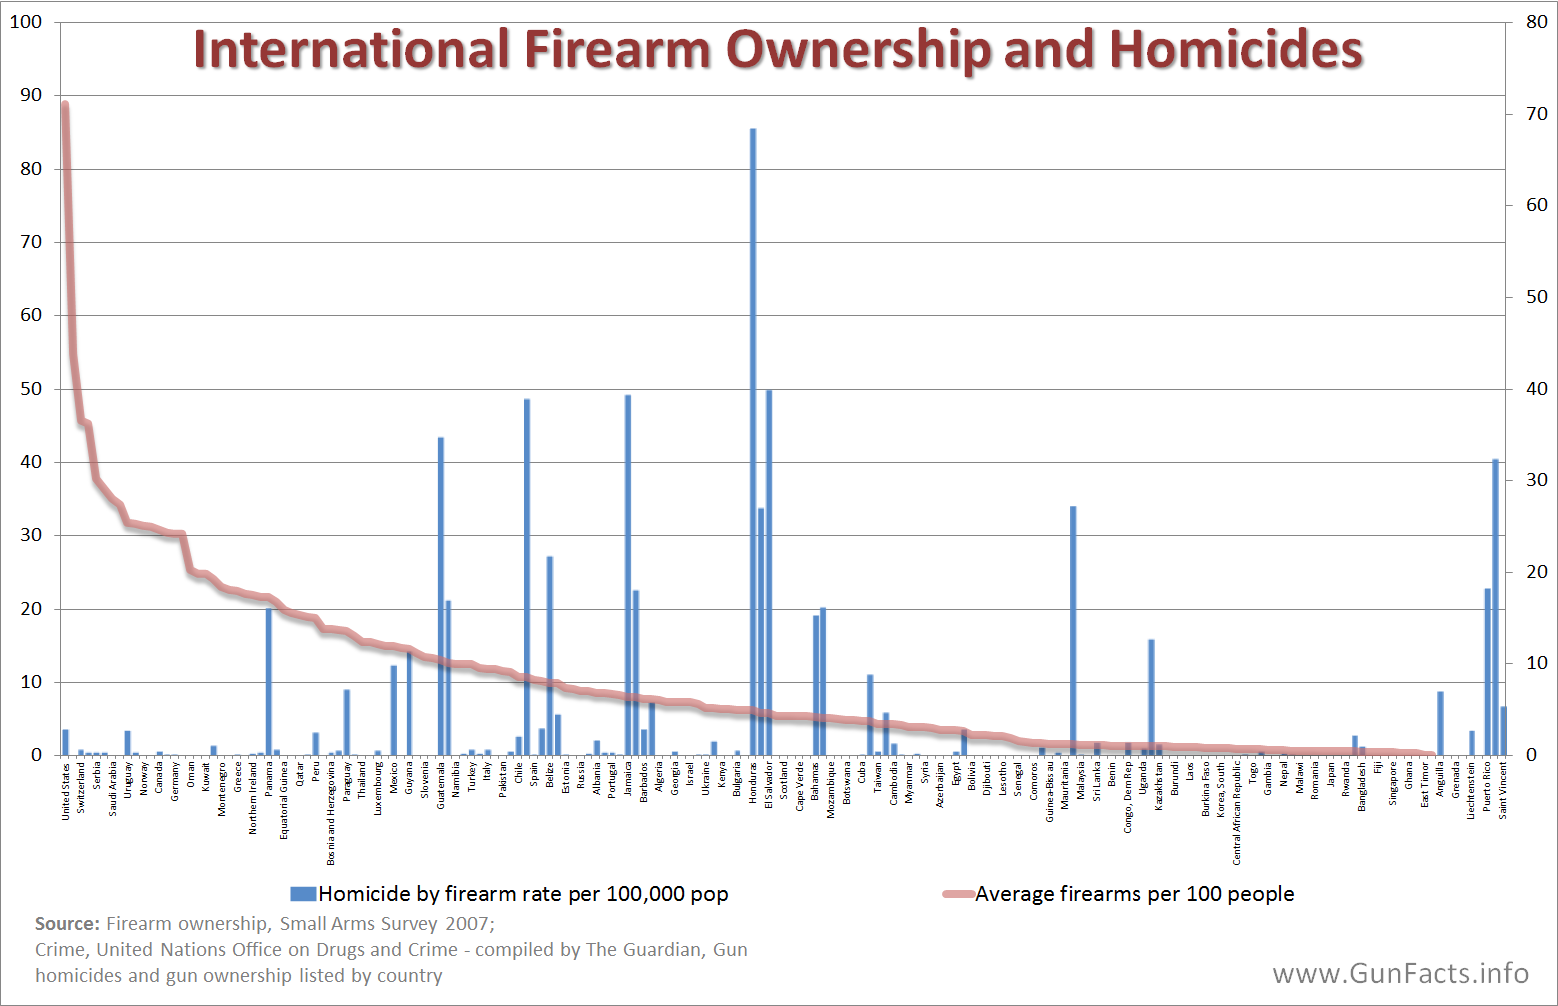 International Firearm Ownership and Homicides
100
90
80
70
60
50
40
30
20
10
0
80
70
60
50
40
30
20
10
0
United States
Switzerland
Serbia
Saudi Arabia
Uruguay
Norway
Canada
Germany
Oman
Kuwait
Montenegro
Greece
Northern Ireland
Panama
Equatorial Guinea
Qatar
Peru
Bosnia and Herzegovina
Paraguay
Thailand
Luxembourg
Mexico
Guyana
Slovenia
Guatemala
Namibia
Turkey
Italy
Pakistan
Chile
Spain
Belize
Estonia
Russia
Albania
Portugal
Jamaica
Barbados
Algeria
Georgia
Israel
Ukraine
Kenya
Bulgaria
Honduras
El Salvador
Scotland
Cape Verde
Bahamas
Mozambique
Botswana
Cuba
Taiwan
Cambodia
Myanmar
Syria
Azerbaijan
Egypt
Bolivia
Djibouti
Lesotho
Senegal
Comoros
Guinea-Bissau
Mauritania
Malaysia
Sri Lanka
Benin
Congo, Dem Rep
Uganda
Kazakhstan
Burundi
Laos
Burkina Faso
Korea, South
Central African Republic
Togo
Gambia
Nepal
Malawi
Romania
Japan
Rwanda
Bangladesh
Fiji
Singapore
Ghana
East Timor
Anguilla
Grenada
Liechtenstein
Puerto Rico
Saint Vincent
Homicide by firearm rate per 100,000 pop
Average firearms per 100 people
Source: Firearm ownership, Small Arms Survey 2007;
Crime, United Nations Office on Drugs and Crime - compiled by The Guardian, Gun
homicides and gun ownership listed by country
www.GunFacts.info